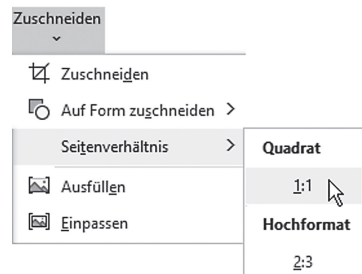 Zuschneiden
Zuschneiden
Auf Form zuschneiden
Seitenverhältnis
Quadrat
Ausfüllen
1:1
Einpassen
Hochformat
2:3